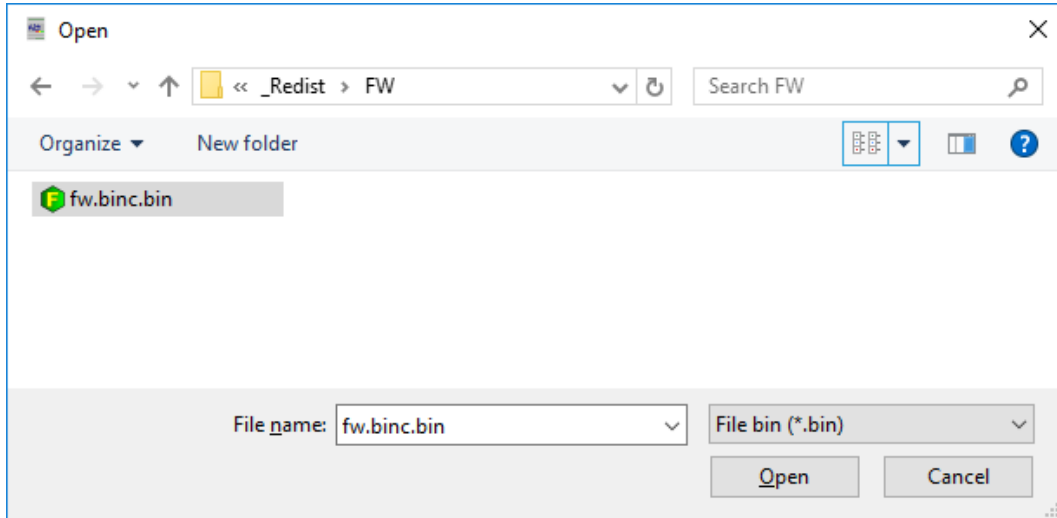 Open
« _Redist > FW
Search FW
Organize
New folder
fw.binc.bin
File name: fw.binc.bin
File bin (*.bin)
Open
Cancel